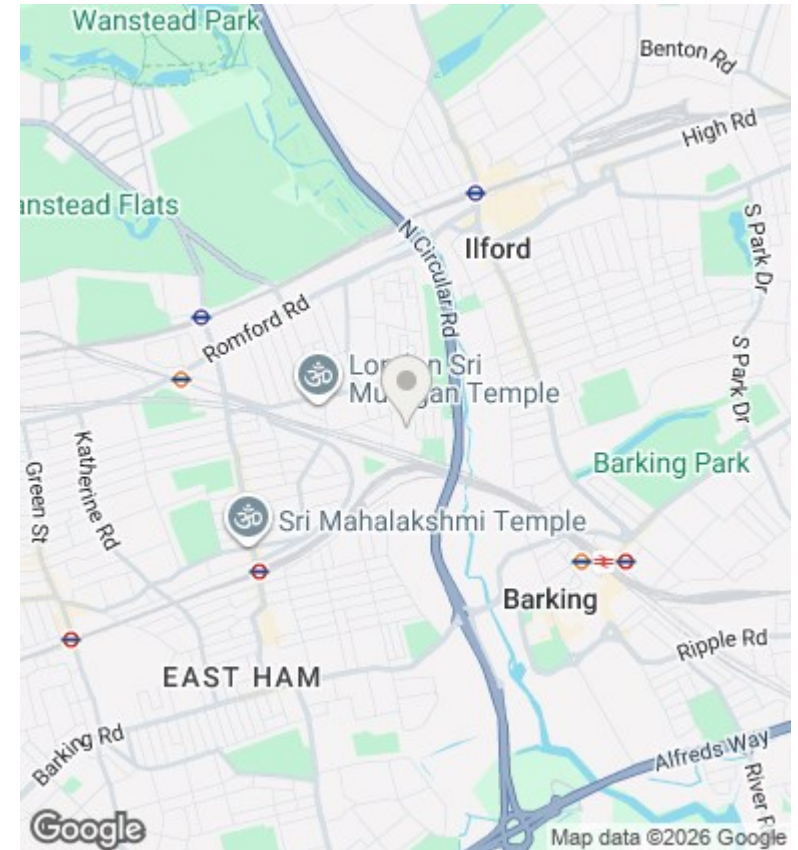 Wanstead Park
Benton Rd
High Rd
anstead Flats
S Park Dr
N Circular Rd
Ilford
Romford Rd
London Sri
Murugan Temple
S Park Dr
Katherine Rd
Green St
Barking Park
Sri Mahalakshmi Temple
Barking
Ripple Rd
EAST HAM
Barking Rd
Alfreds Way
River R
Google
Map data ©2026 Google